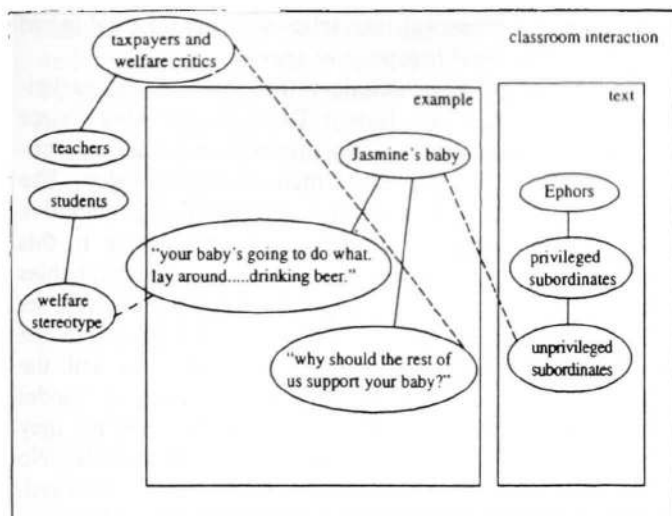 taxpayers and
welfare critics
classroom interaction
example
text
teachers
Jasmine's baby
students
Ephors
"your baby's going to do what.
lay around.....drinking beer."
privileged
subordinates
welfare
stereotype
"why should the rest of
us support your baby?"
unprivileged
subordinates